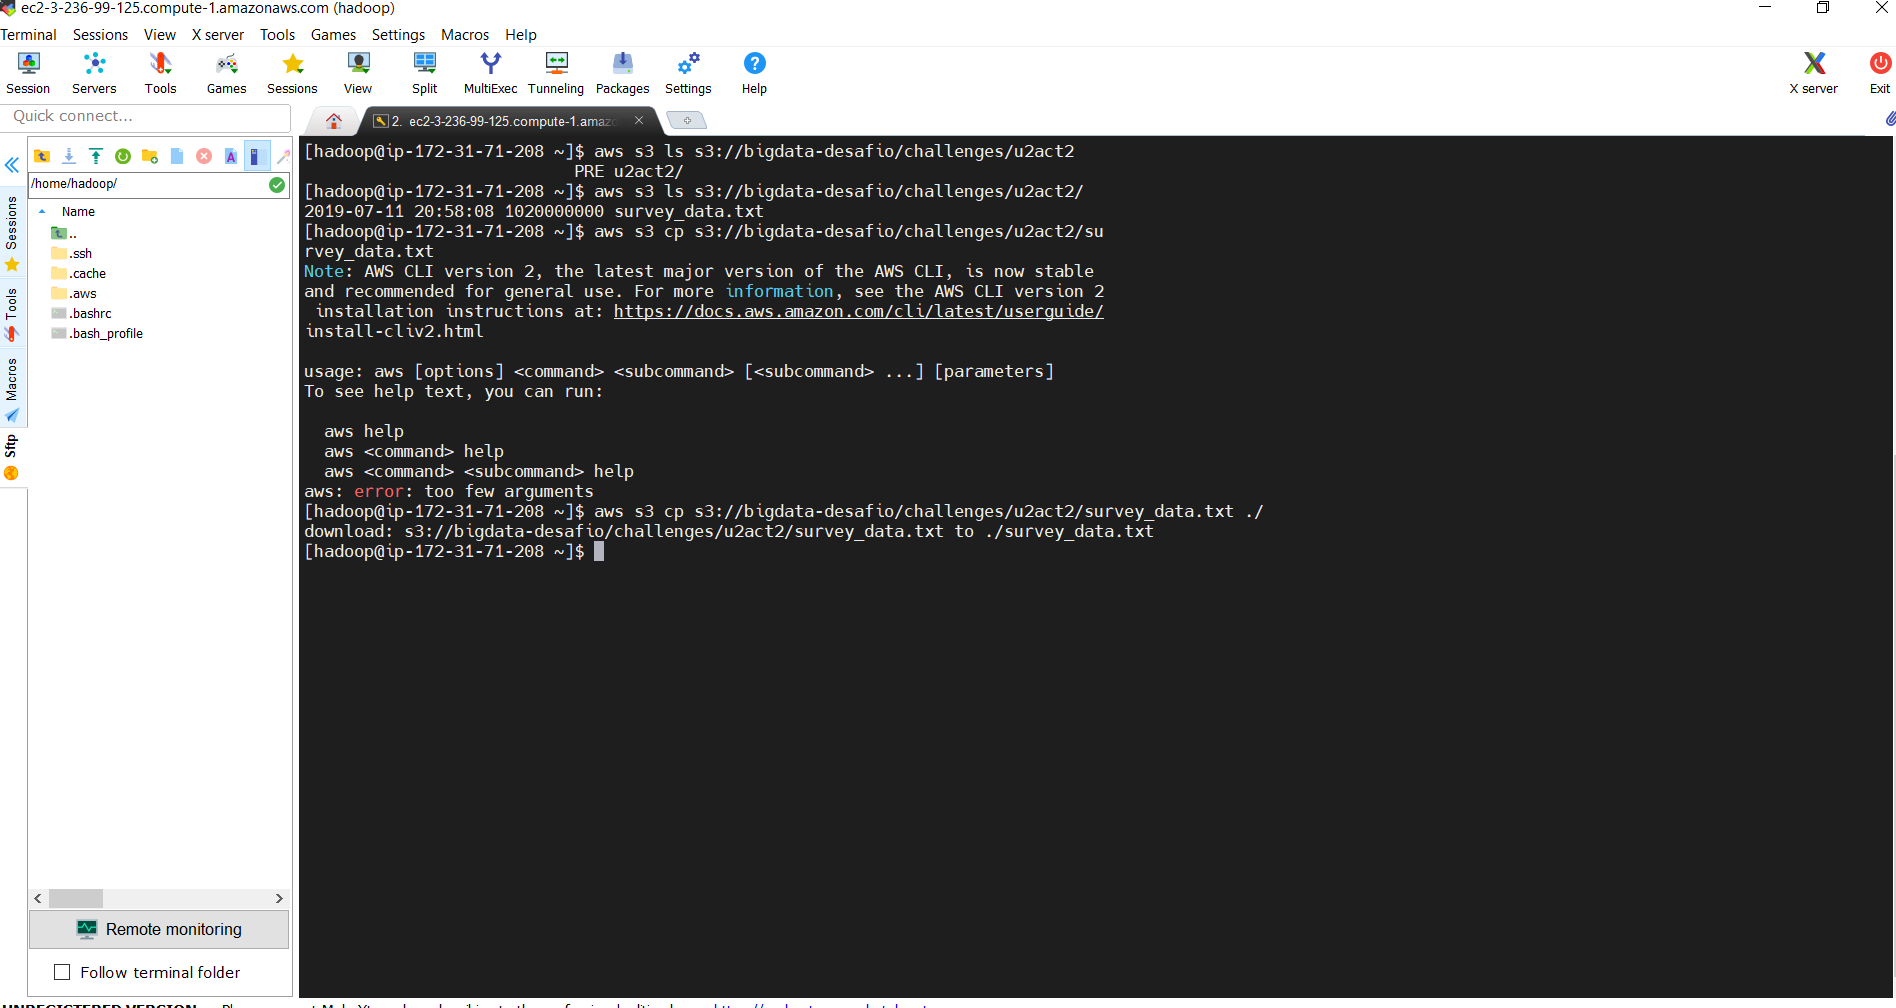 ec2-3-236-99-125.compute-1.amazonaws.com (hadoop)
Terminal Sessions View X server Tools Games Settings Macros Help
Session Servers Tools Games Sessions View Split MultiExec Tunneling Packages Settings Help X server Exit
Quick connect...
2. ec2-3-236-99-125.compute-1.amazo
/home/hadoop/
Name
..
.ssh
.cache
.aws
.bashrc
.bash_profile
Sessions
Tools
Macros
Sftp
[hadoop@ip-172-31-71-208 ~]$ aws s3 ls s3://bigdata-desafio/challenges/u2act2
PRE u2act2/
[hadoop@ip-172-31-71-208 ~]$ aws s3 ls s3://bigdata-desafio/challenges/u2act2/
2019-07-11 20:58:08 1020000000 survey_data.txt
[hadoop@ip-172-31-71-208 ~]$ aws s3 cp s3://bigdata-desafio/challenges/u2act2/su
rvey_data.txt
Note: AWS CLI version 2, the latest major version of the AWS CLI, is now stable
and recommended for general use. For more information, see the AWS CLI version 2
installation instructions at: https://docs.aws.amazon.com/cli/latest/userguide/
install-cliv2.html
usage: aws [options] <command> <subcommand> [<subcommand> ...] [parameters]
To see help text, you can run:
aws help
aws <command> help
aws <command> <subcommand> help
aws: error: too few arguments
[hadoop@ip-172-31-71-208 ~]$ aws s3 cp s3://bigdata-desafio/challenges/u2act2/survey_data.txt ./
download: s3://bigdata-desafio/challenges/u2act2/survey_data.txt to ./survey_data.txt
[hadoop@ip-172-31-71-208 ~]$
Remote monitoring
Follow terminal folder
UNREGISTERED VERSION